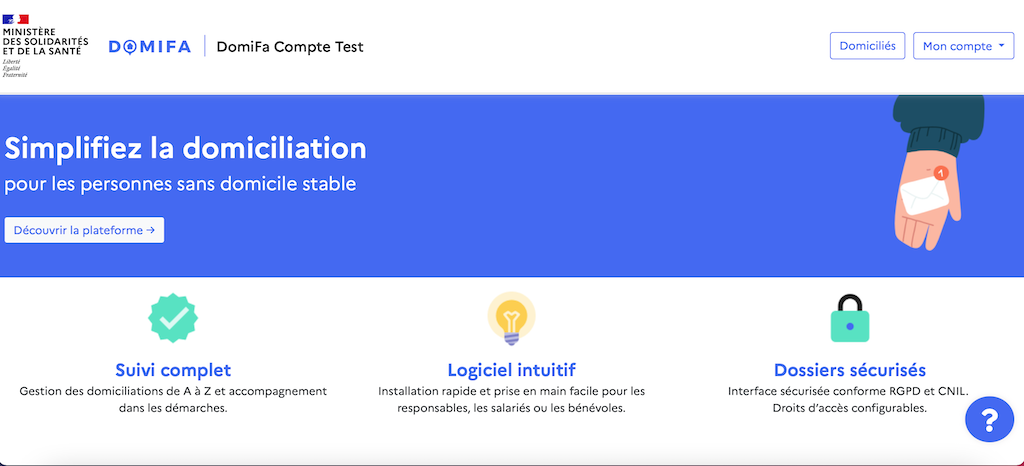 MINISTÈRE
DES SOLIDARITÉS
ET DE LA SANTÉ
Liberté
Égalité
Fraternité
DOMIFA
DomiFa Compte Test
Domiciliés
Mon compte
Simplifiez la domiciliation
pour les personnes sans domicile stable
Découvrir la plateforme →
1
Suivi complet
Gestion des domiciliations de A à Z et accompagnement
dans les démarches.
Logiciel intuitif
Installation rapide et prise en main facile pour les
responsables, les salariés ou les bénévoles.
Dossiers sécurisés
Interface sécurisée conforme RGPD et CNIL.
Droits d’accès configurables.
?